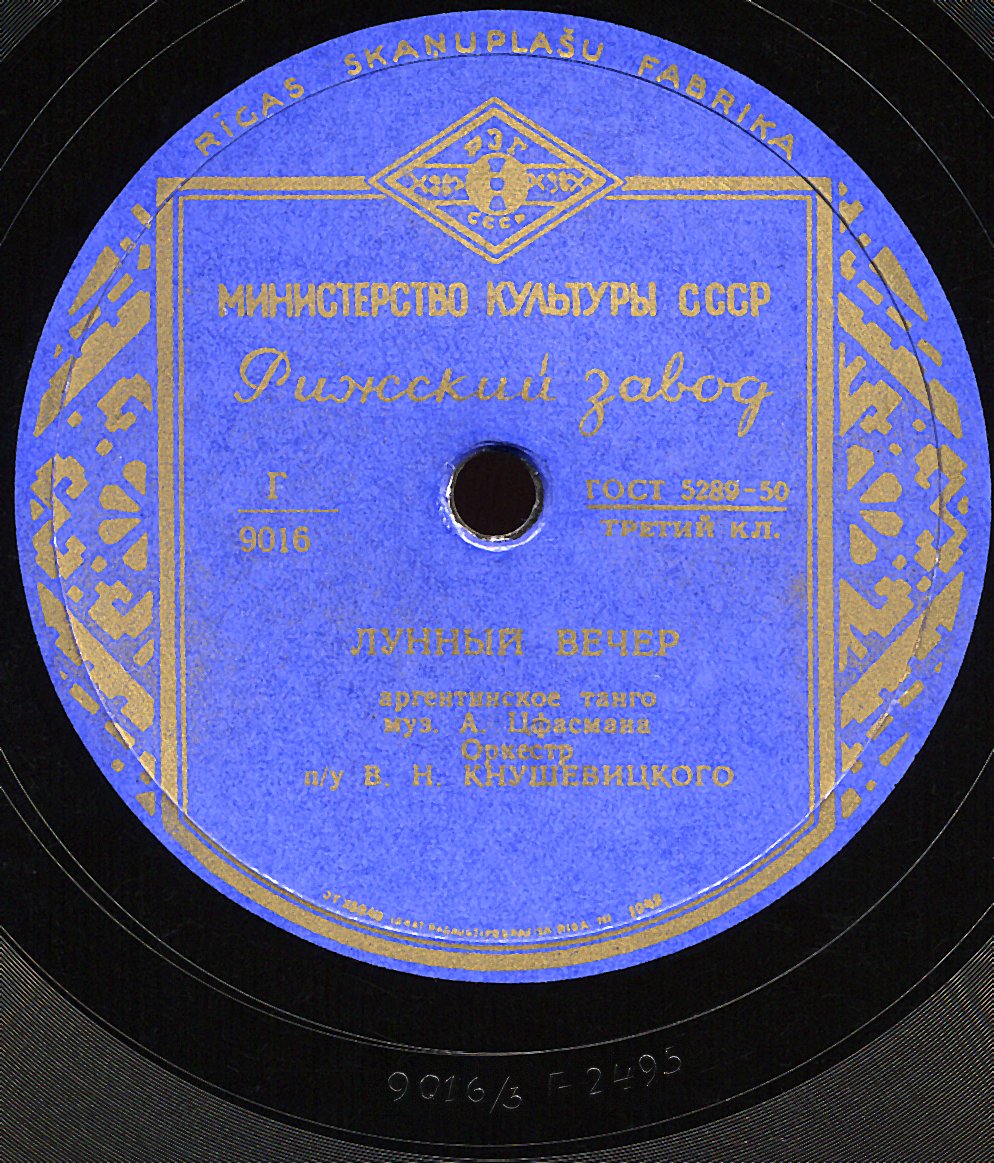 RĪGAS SKAŅUPLAŠU FABRIKA
РЗГ
СССР
МИНИСТЕРСТВО КУЛЬТУРЫ СССР
Рижский завод
Г
9016
ГОСТ 5289-50
ТРЕТИЙ КЛ.
ЛУННЫЙ ВЕЧЕР
аргентинское танго
муз. А. Цфасмана
Оркестр
п/у В. Н. КНУШЕВИЦКОГО
9016/3 Г-2495